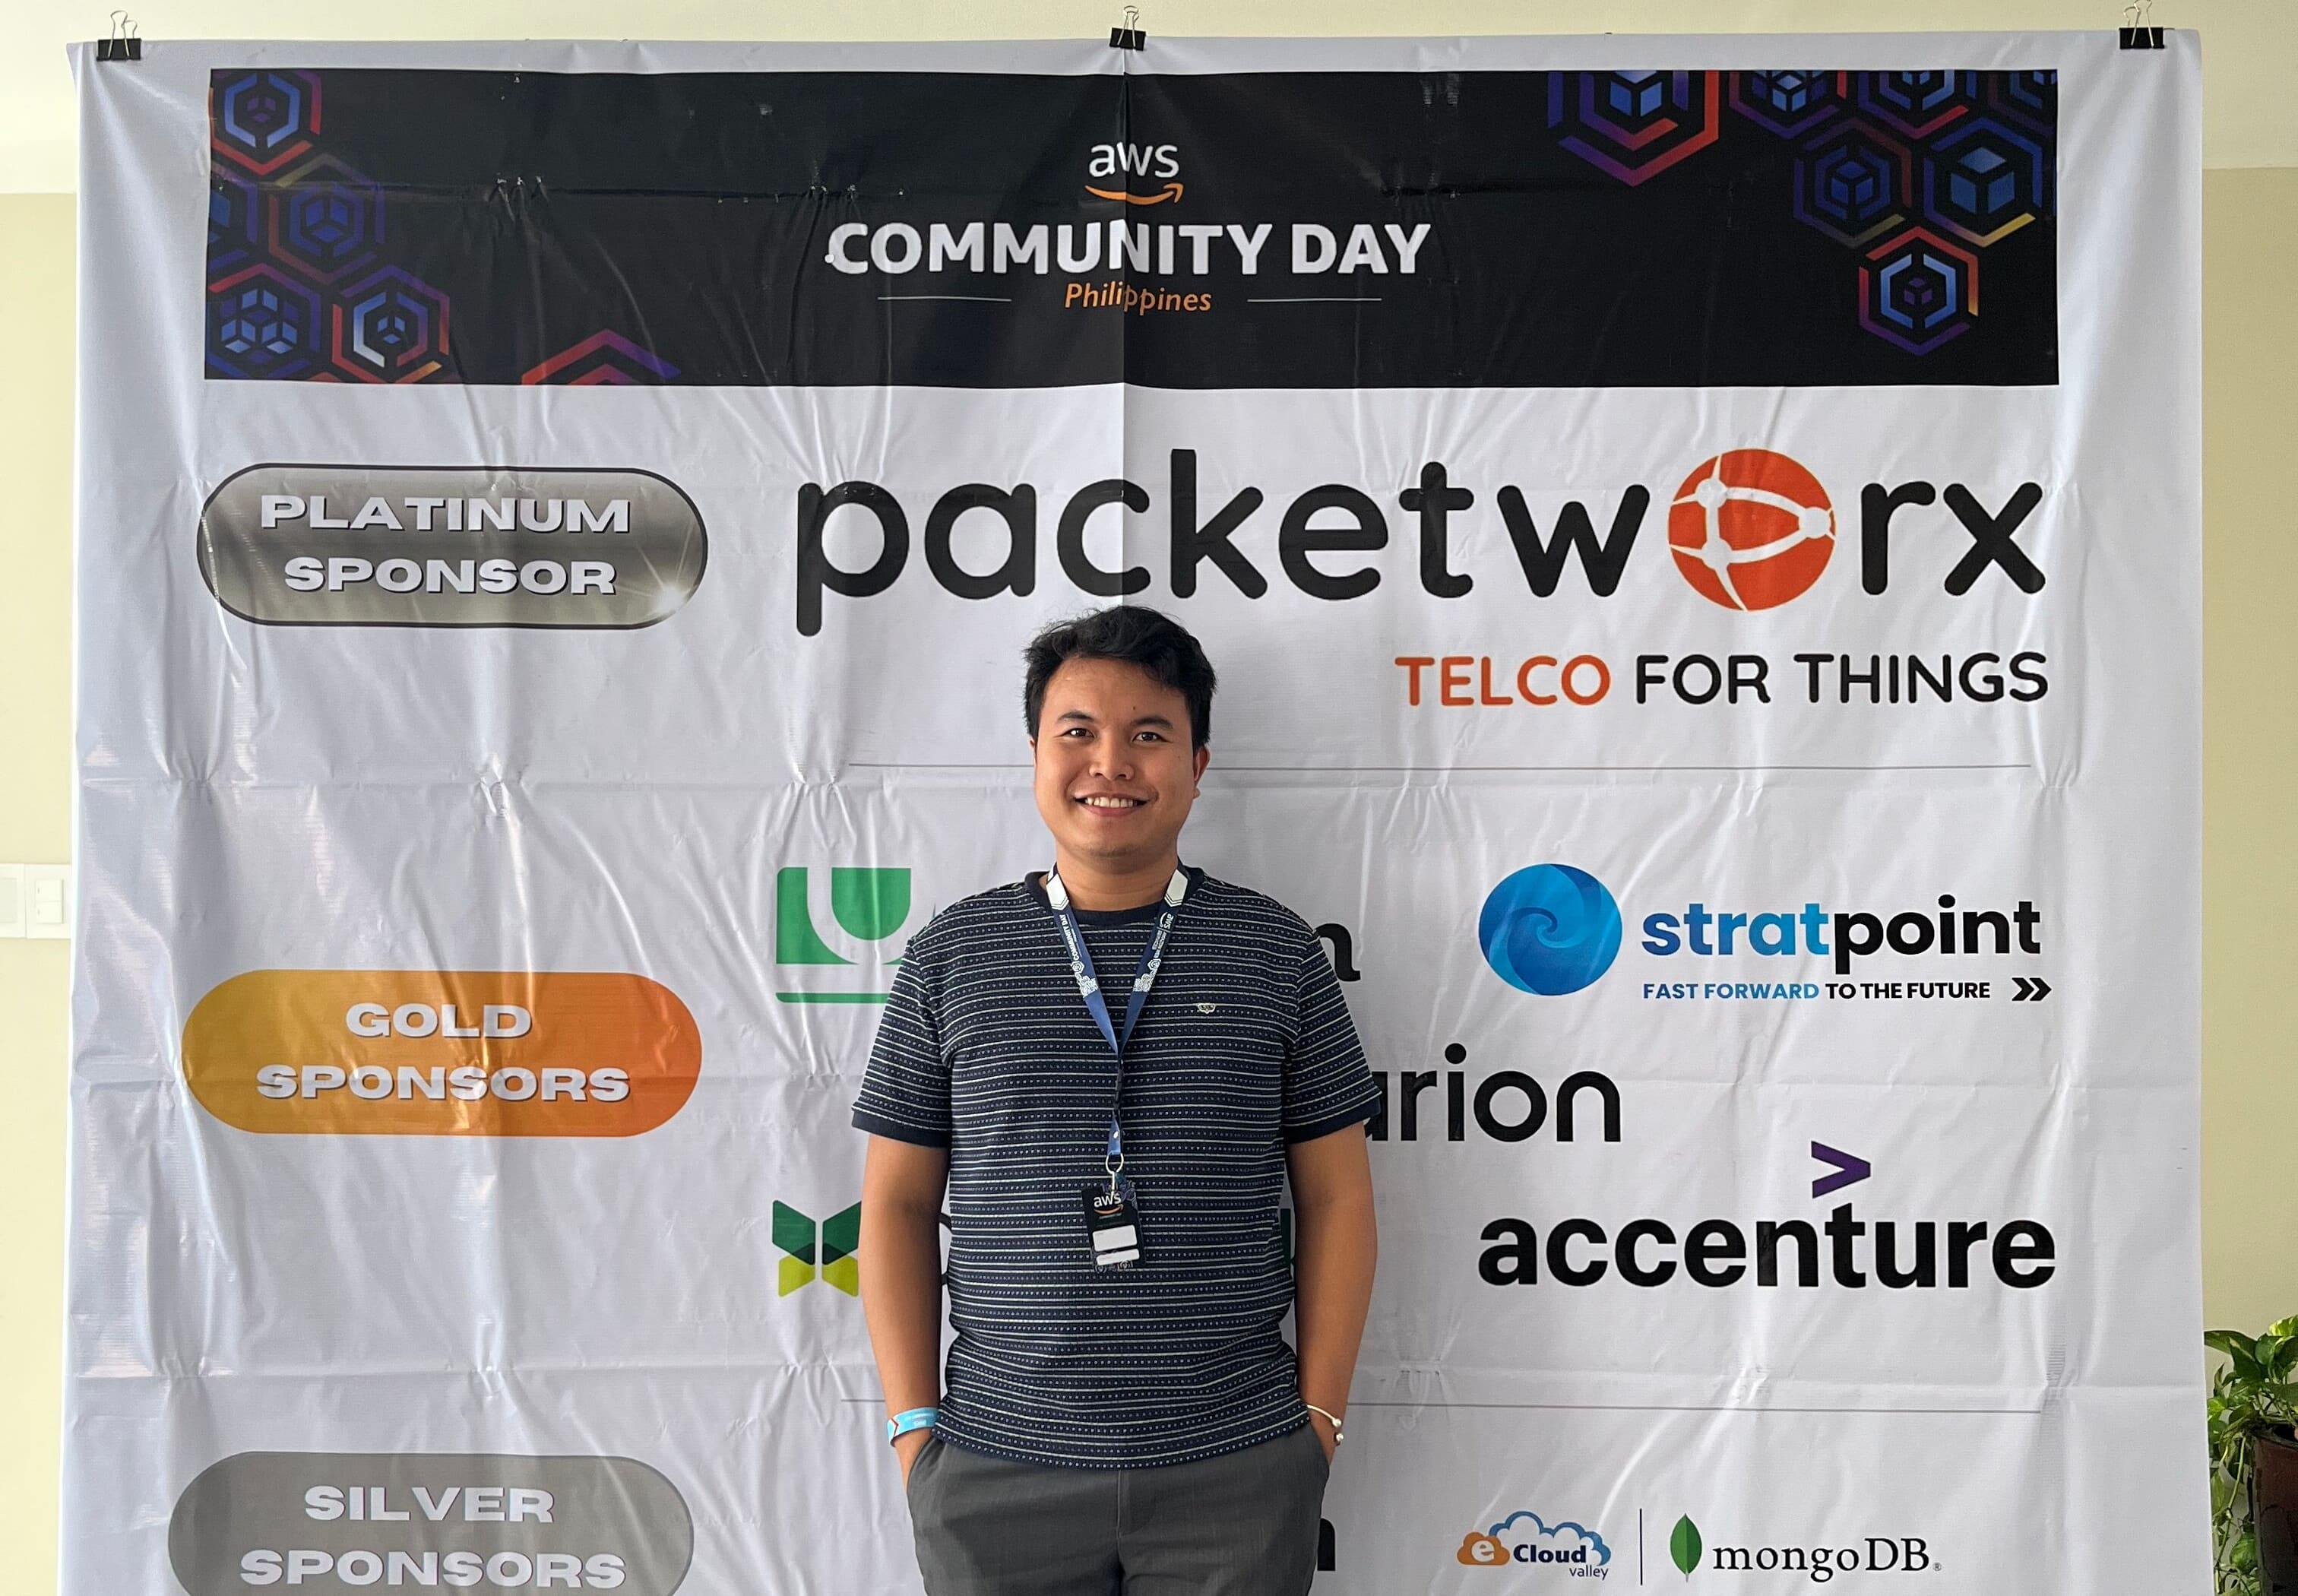 aws
COMMUNITY DAY
Philippines
PLATINUM
SPONSOR
packetworx
TELCO FOR THINGS
GOLD
SPONSORS
stratpoint
FAST FORWARD TO THE FUTURE
accenture
aws
SILVER
SPONSORS
eCloud
valley
mongoDB